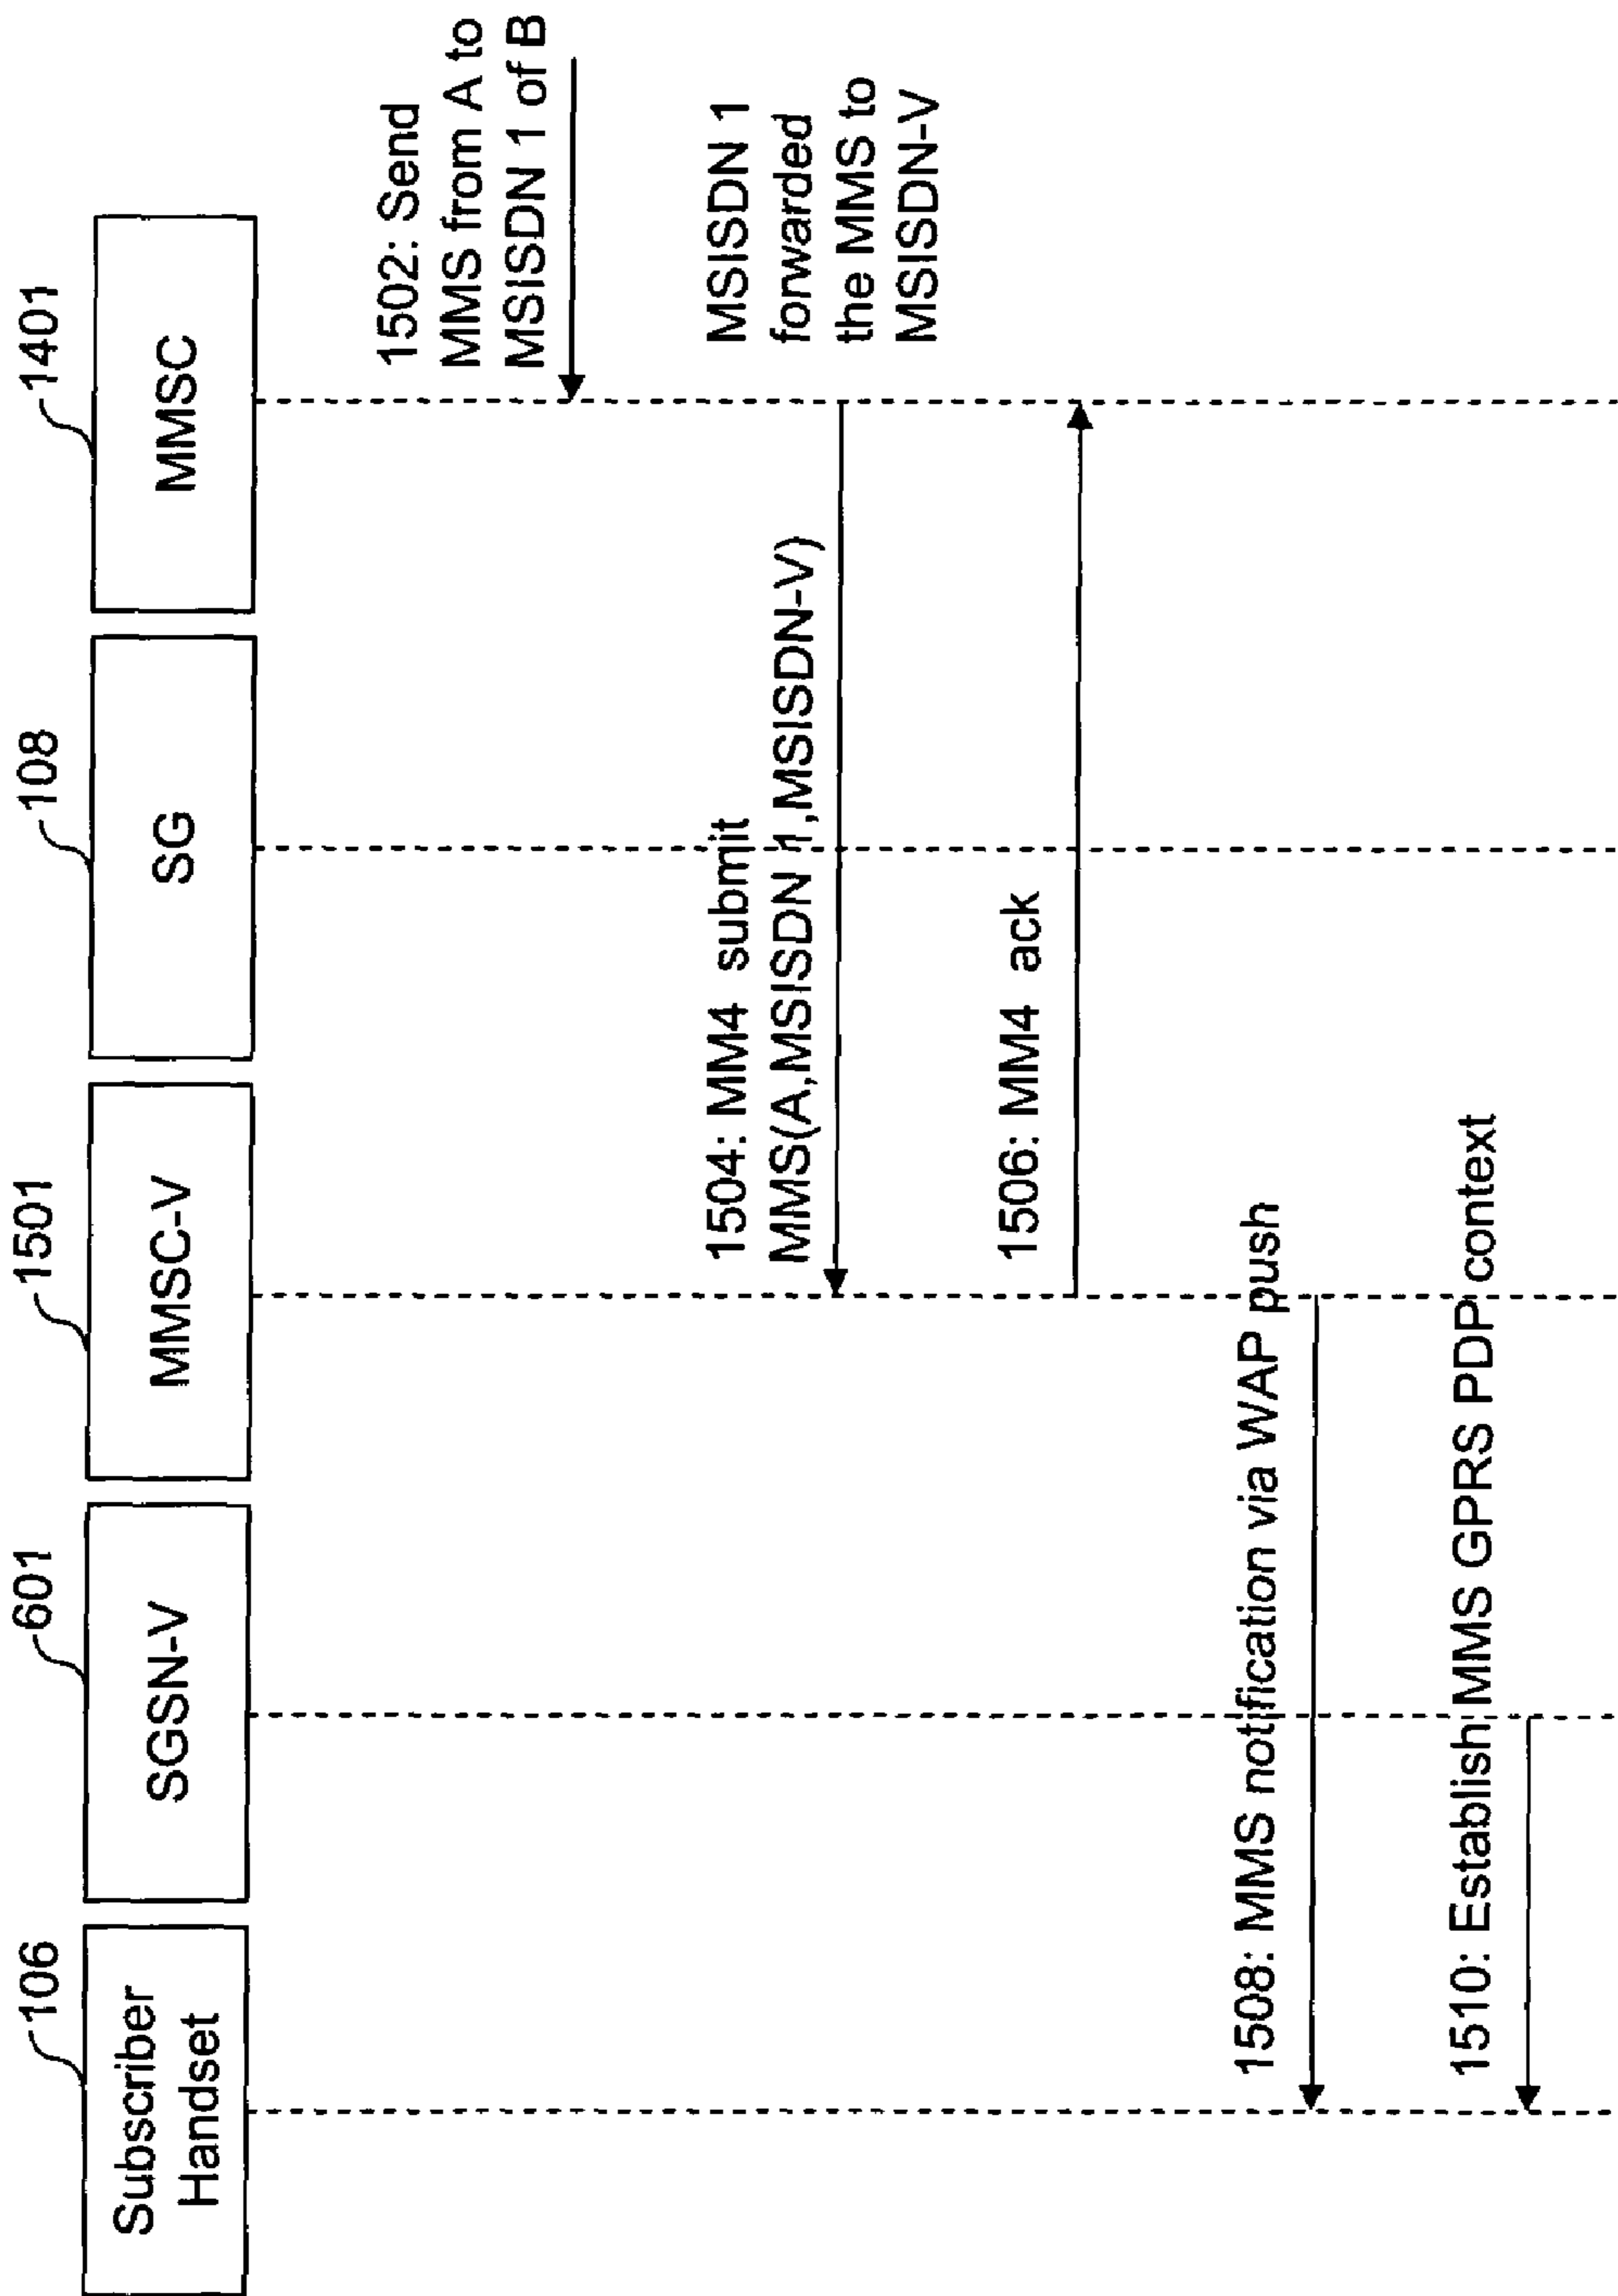 106
601
1501
108
1401
Subscriber
Handset
SGSN-V
MMSC-V
SG
MMSC
1502: Send
MMS from A to
MSISDN 1 of B
MSISDN 1
forwarded
the MMS to
MSISDN-V
1504: MM4 submit
MMS(A,MSISDN 1,MSISDN-V)
1506: MM4 ack
1508: MMS notification via WAP push
1510: Establish MMS GPRS PDP context